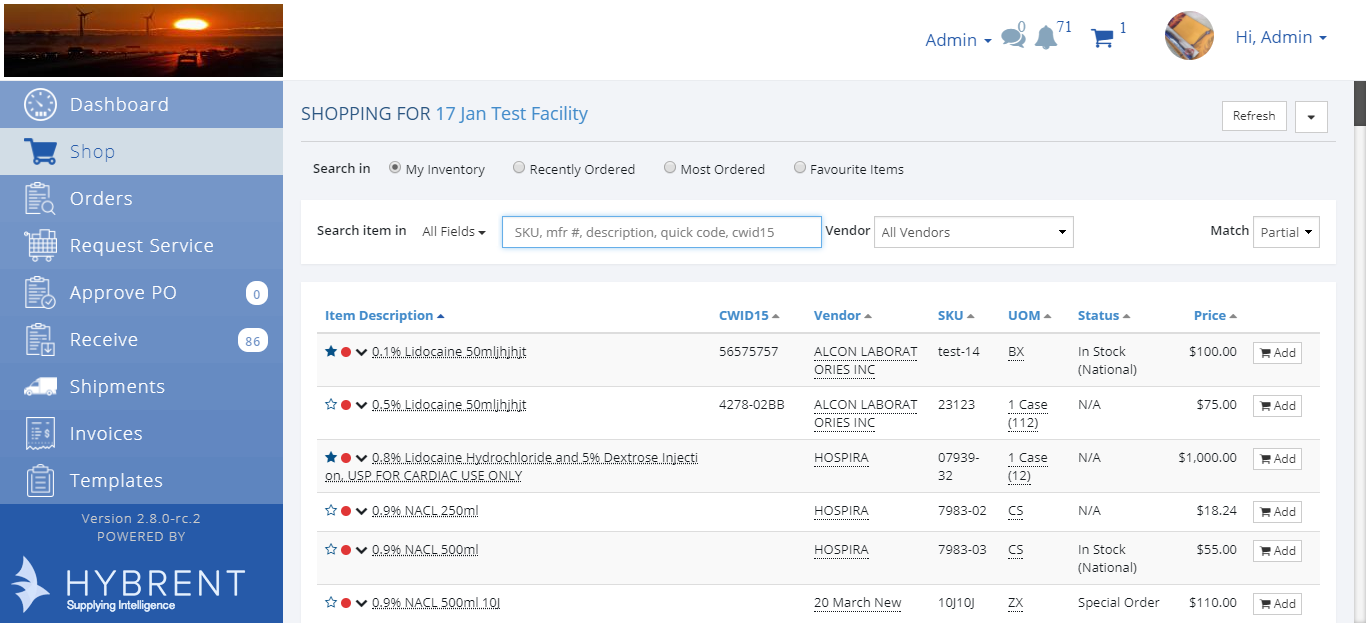 Admin 0 71 1 Hi, Admin
Dashboard
Shop
Orders
Request Service
Approve PO 0
Receive 86
Shipments
Invoices
Templates
Version 2.8.0-rc.2
POWERED BY
HYBRENT
Supplying Intelligence
SHOPPING FOR 17 Jan Test Facility Refresh
Search in My Inventory Recently Ordered Most Ordered Favourite Items
Search item in All Fields SKU, mfr #, description, quick code, cwid15 Vendor All Vendors Match Partial
Item Description CWID15 Vendor SKU UOM Status Price
0.1% Lidocaine 50mljhjhjt 56575757 ALCON LABORAT test-14 BX In Stock $100.00 Add
ORIES INC (National)
0.5% Lidocaine 50mljhjhjt 4278-02BB ALCON LABORAT 23123 1 Case N/A $75.00 Add
ORIES INC (112)
0.8% Lidocaine Hydrochloride and 5% Dextrose Injecti HOSPIRA 07939- 1 Case N/A $1,000.00 Add
on, USP FOR CARDIAC USE ONLY 32 (12)
0.9% NACL 250ml HOSPIRA 7983-02 CS N/A $18.24 Add
0.9% NACL 500ml HOSPIRA 7983-03 CS In Stock $55.00 Add
(National)
0.9% NACL 500ml 10J 20 March New 10J10J ZX Special Order $110.00 Add